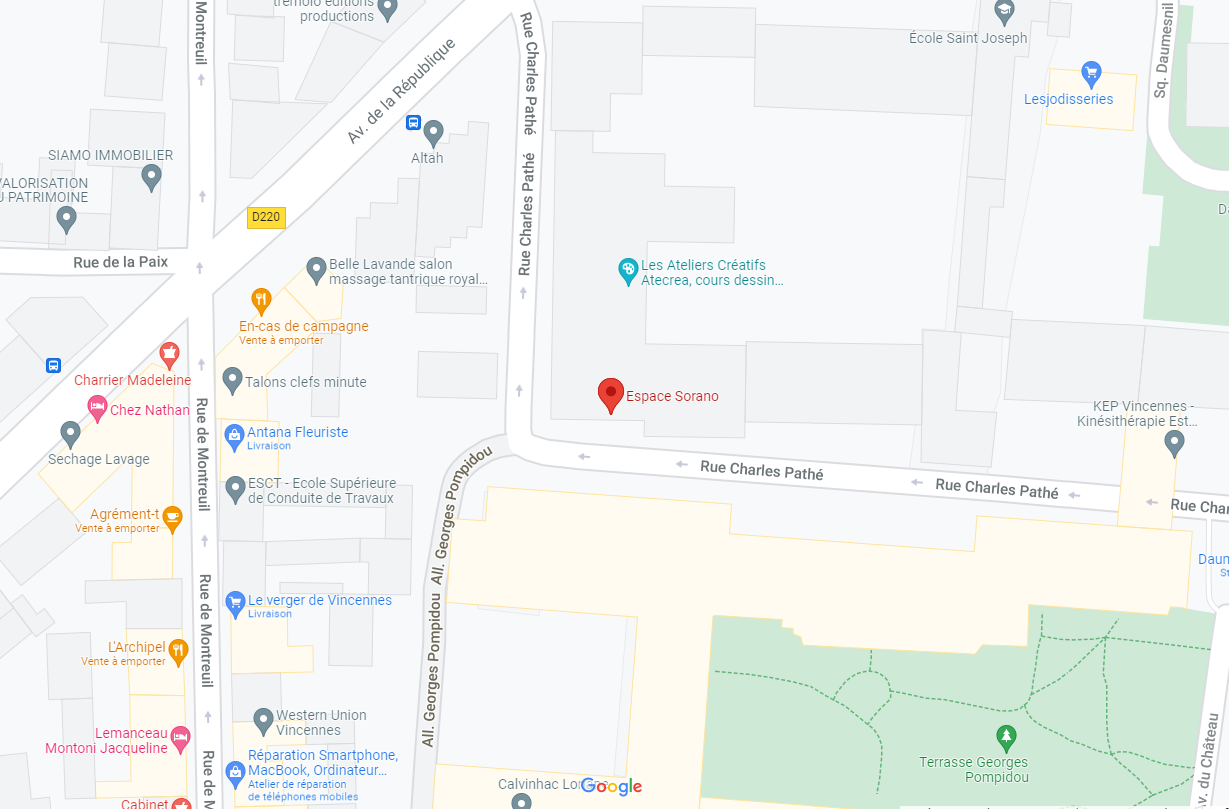 tremolo editions
productions
Montreuil
Av. de la République
Rue Charles Pathé
École Saint Joseph
Lesjodisseries
Sq. Daumesnil
SIAMO IMMOBILIER
VALORISATION
PATRIMOINE
Altah
Rue Charles Pathé
D220
Rue de la Paix
Belle Lavande salon
massage tantrique royal...
Les Ateliers Créatifs
Atecrea, cours dessin...
En-cas de campagne
Vente à emporter
Charrier Madeleine
Talons clefs minute
Espace Sorano
Chez Nathan
KEP Vincennes -
Kinésithérapie Est...
Antana Fleuriste
Livraison
Sechage Lavage
Rue de Montreuil
Rue Charles Pathé
Rue Charles Pathé
Rue Char
ESCT - Ecole Supérieure
de Conduite de Travaux
All. Georges Pompidou
Agrément-t
Vente à emporter
Daum
St
Rue de Montreuil
Le verger de Vincennes
Livraison
All. Georges Pompidou
L'Archipel
Vente à emporter
Western Union
Vincennes
Lemanceau
Montoni Jacqueline
Terrasse Georges
Pompidou
Av. du Château
Rue de M
Réparation Smartphone,
MacBook, Ordinateur...
Atelier de réparation
de téléphones mobiles
Calvinhac
Google
Cabinet